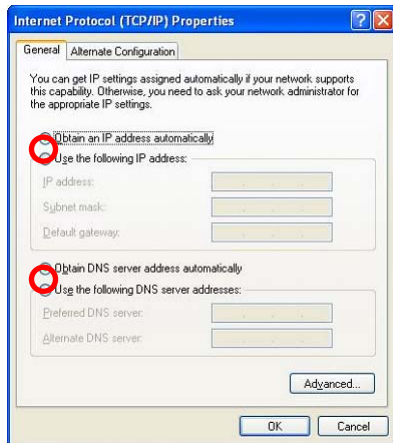 Internet Protocol (TCP/IP) Properties
General
Alternate Configuration
You can get IP settings assigned automatically if your network supports
this capability. Otherwise, you need to ask your network administrator for
the appropriate IP settings.
Obtain an IP address automatically
Use the following IP address:
IP address:
Subnet mask:
Default gateway:
Obtain DNS server address automatically
Use the following DNS server addresses:
Preferred DNS server:
Alternate DNS server:
Advanced...
OK
Cancel